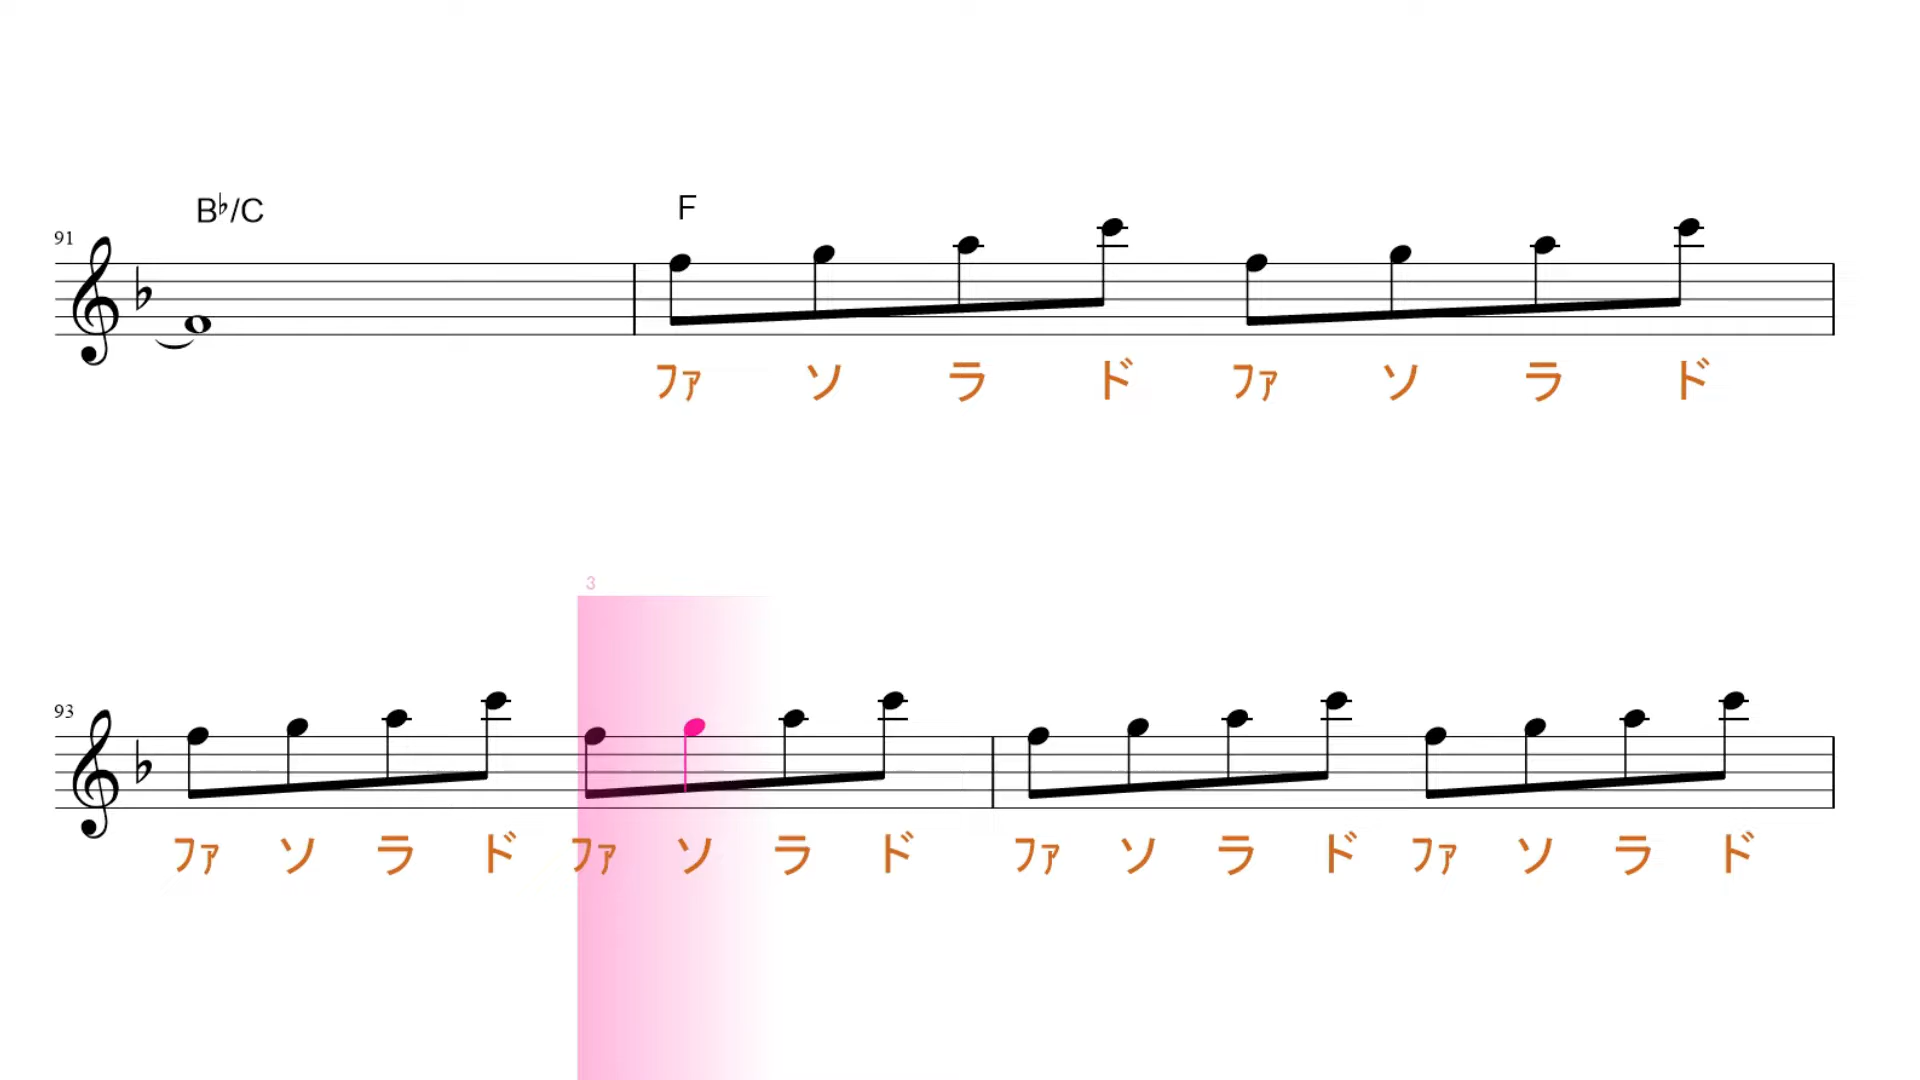 B♭/C F
91
ファ ソ ラ ド ファ ソ ラ ド
3
93
ファ ソ ラ ド ファ ソ ラ ド ファ ソ ラ ド ファ ソ ラ ド